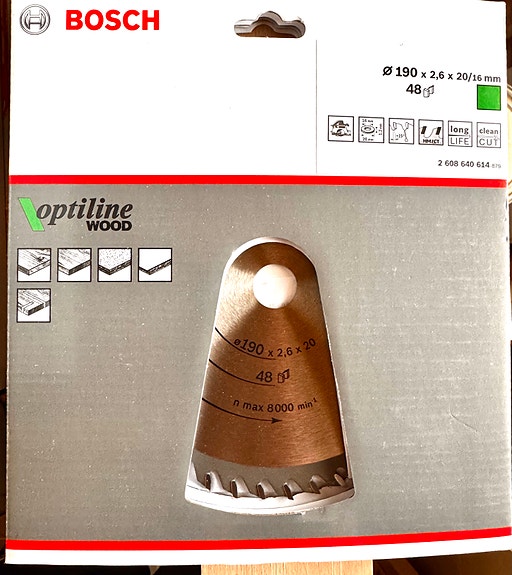 BOSCH
Ø 190 x 2,6 x 20/16 mm
48
long
LIFE
clean
CUT
2 608 640 614
optiline
WOOD
ø190 x 2,6 x 20
48
n max 8000 min⁻¹